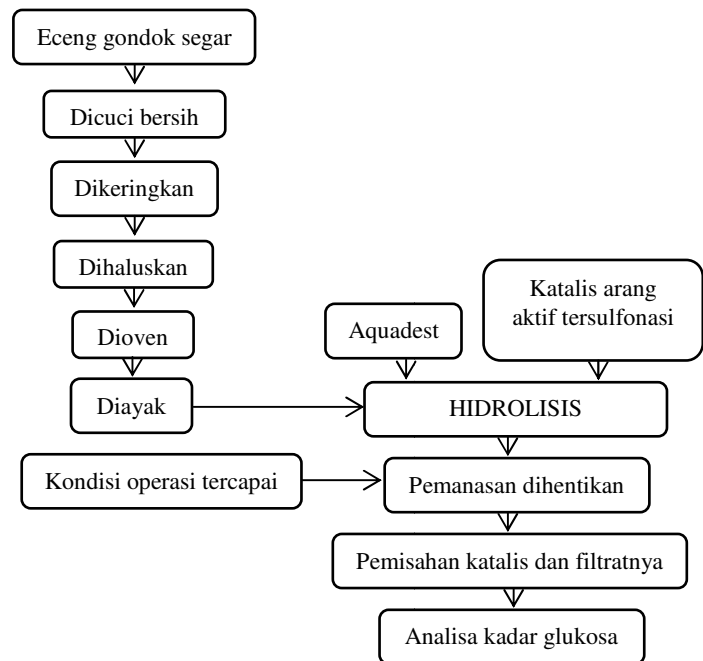 Eceng gondok segar
Dicuci bersih
Dikeringkan
Dihaluskan
Dioven
Diayak
Aquadest
Katalis arang
aktif tersulfonasi
HIDROLISIS
Kondisi operasi tercapai
Pemanasan dihentikan
Pemisahan katalis dan filtratnya
Analisa kadar glukosa